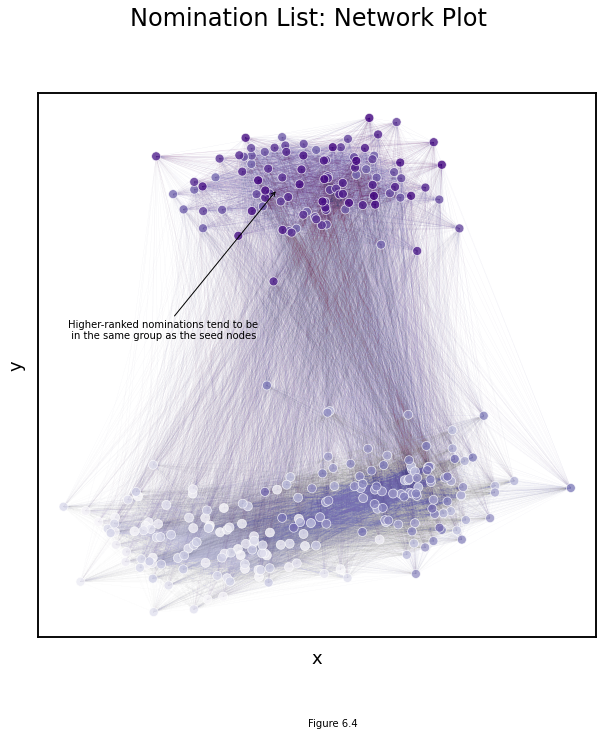 Nomination List: Network Plot
Higher-ranked nominations tend to be
in the same group as the seed nodes
y
x
Figure 6.4